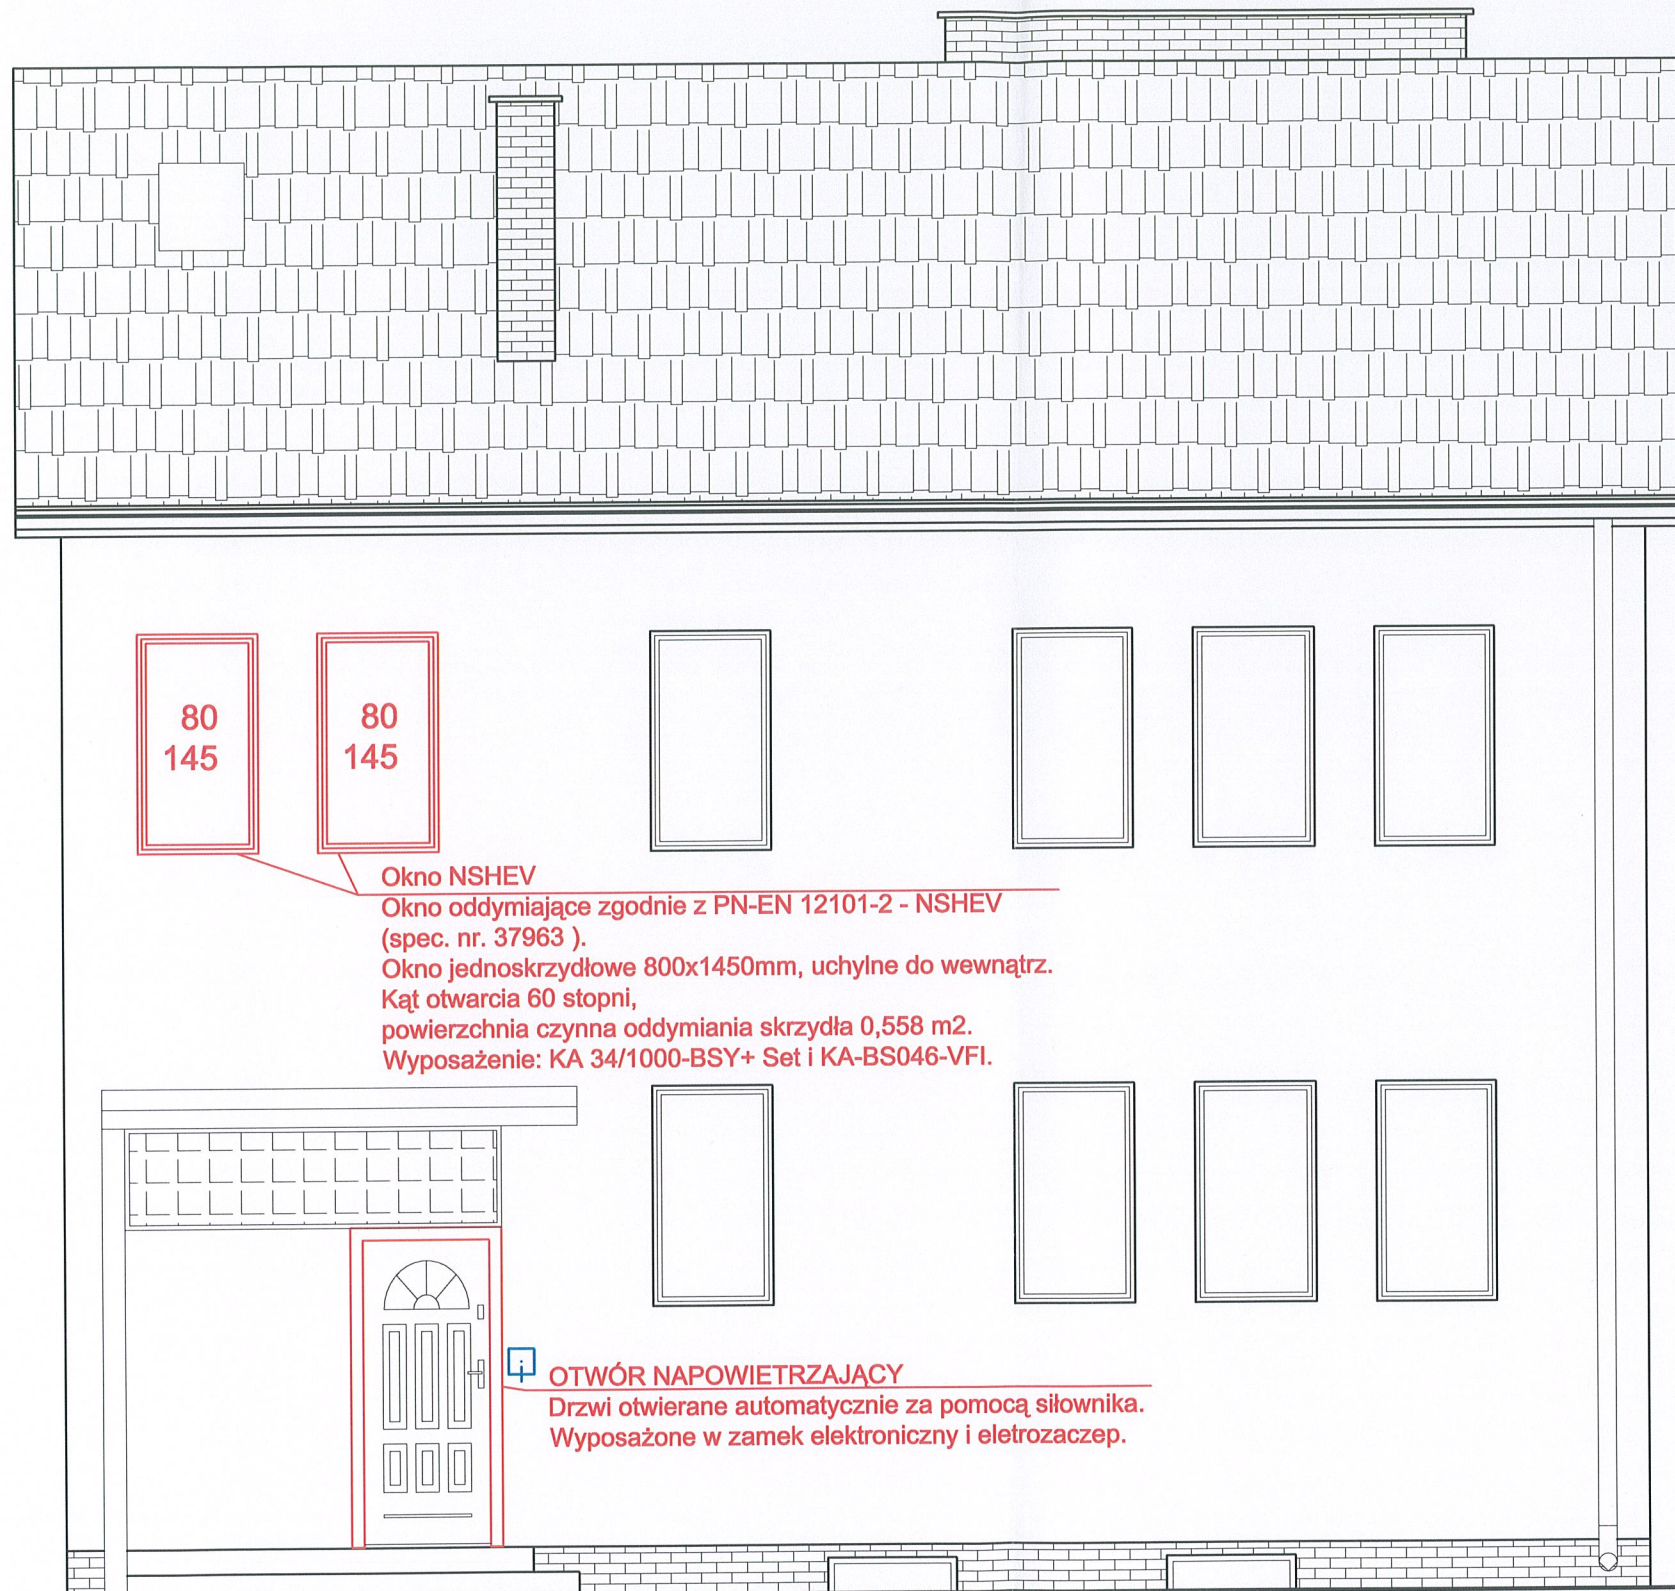 80
145
80
145
Okno NSHEV
Okno oddymiające zgodnie z PN-EN 12101-2 - NSHEV
(spec. nr. 37963 ).
Okno jednoskrzydłowe 800x1450mm, uchylne do wewnątrz.
Kąt otwarcia 60 stopni,
powierzchnia czynna oddymiania skrzydła 0,558 m2.
Wyposażenie: KA 34/1000-BSY+ Set i KA-BS046-VFI.
OTWÓR NAPOWIETRZAJĄCY
Drzwi otwierane automatycznie za pomocą siłownika.
Wyposażone w zamek elektroniczny i eletrozaczep.